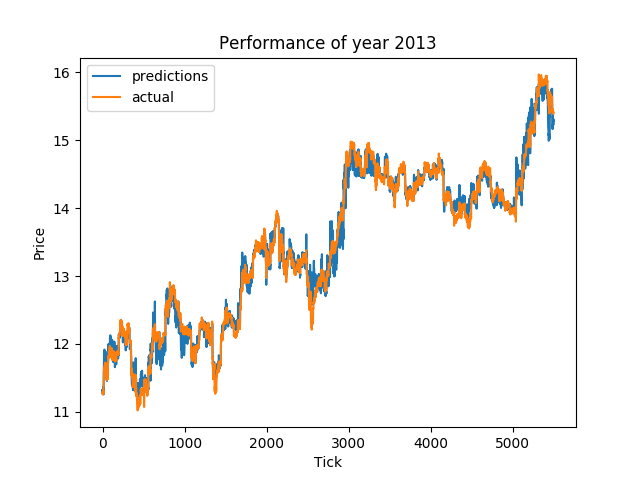 Performance of year 2013
predictions
actual
16
15
14
13
12
11
Price
0 1000 2000 3000 4000 5000
Tick